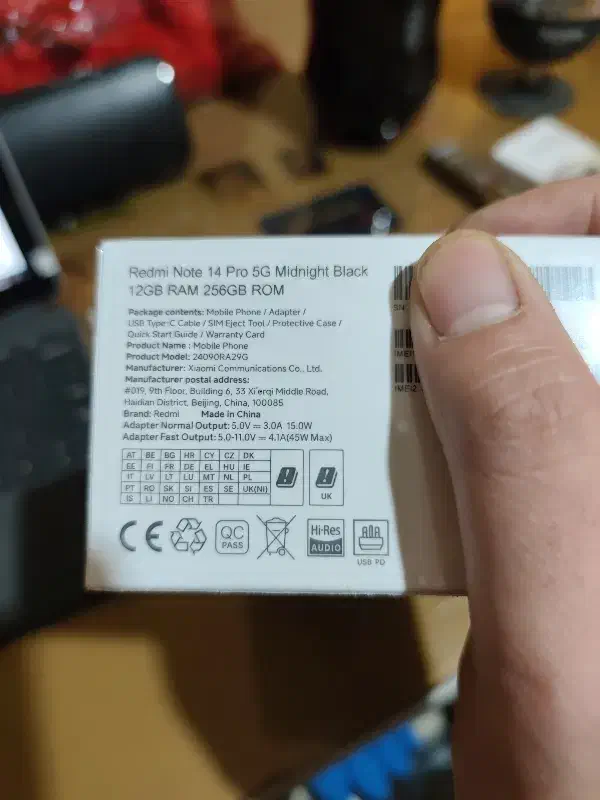 Redmi Note 14 Pro 5G Midnight Black
12GB RAM 256GB ROM
Package contents: Mobile Phone / Adapter /
USB Type-C Cable / SIM Eject Tool / Protective Case /
Quick Start Guide / Warranty Card
Product Name : Mobile Phone
Product Model: 24090RA29G
Manufacturer: Xiaomi Communications Co., Ltd.
Manufacturer postal address:
#019, 9th Floor, Building 6, 33 Xi'erqi Middle Road,
Haidian District, Beijing, China, 100085
Brand: Redmi Made in China
Adapter Normal Output: 5.0V ⎓ 3.0A 15.0W
Adapter Fast Output: 5.0-11.0V ⎓ 4.1A(45W Max)
AT BE BG HR CY CZ DK
EE FI FR DE EL HU IE
IT LV LT LU MT NL PL
PT RO SK SI ES SE UK(NI)
IS LI NO CH TR
UK
CE
QC
PASS
Hi-Res
AUDIO
USB PD
SN
IMEI
IMEI2